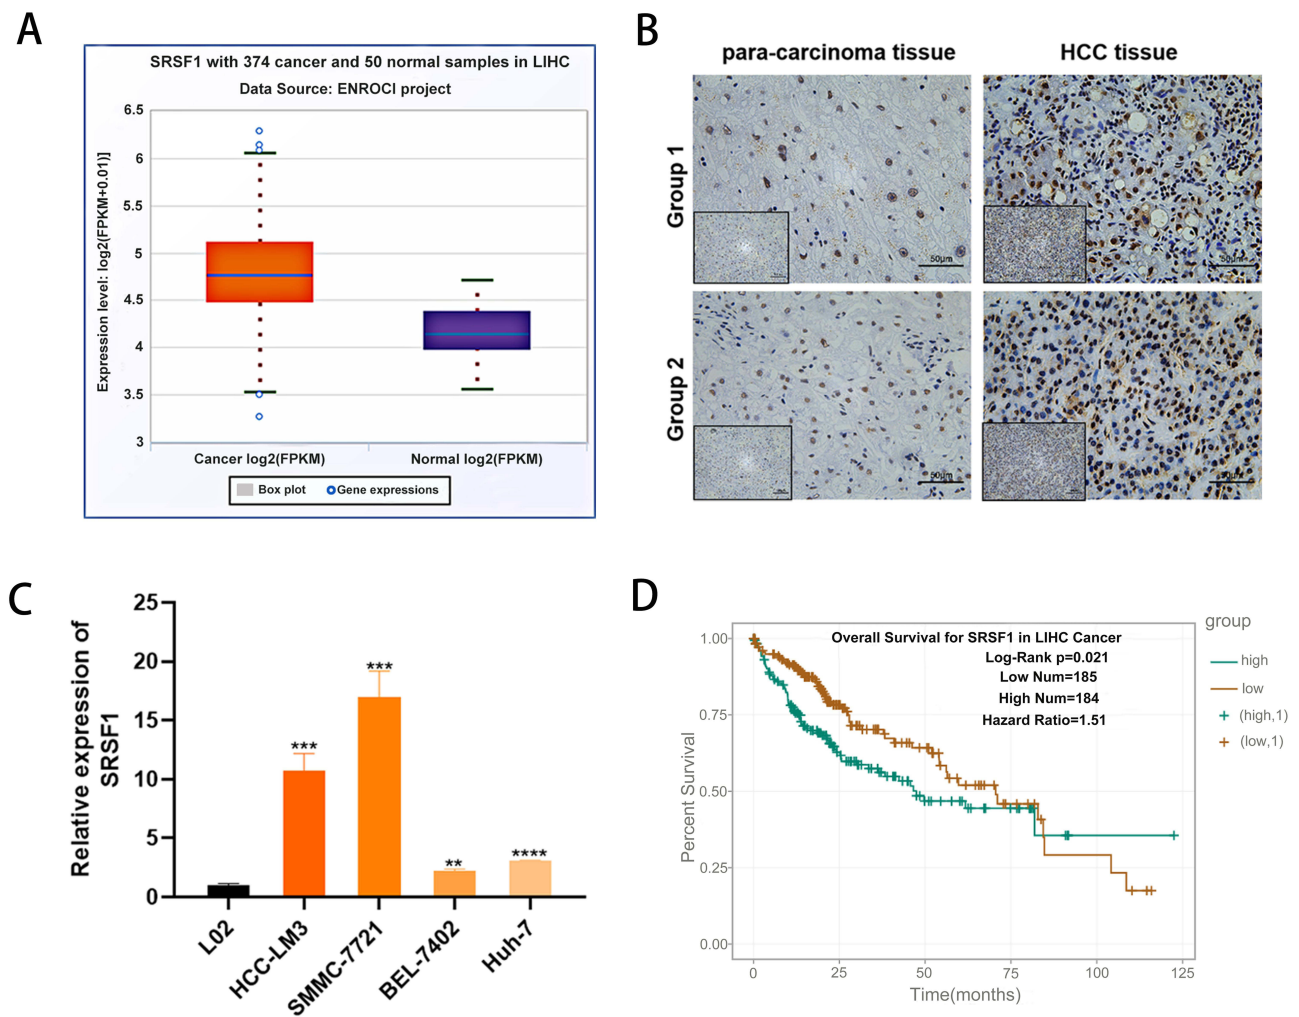 A
SRSF1 with 374 cancer and 50 normal samples in LIHC
Data Source: ENROCI project
Expression level: log2(FPKM+0.01)]
6.5
6
5.5
5
4.5
4
3.5
3
Cancer log2(FPKM)
Normal log2(FPKM)
Box plot
Gene expressions
B
para-carcinoma tissue
HCC tissue
Group 1
50μm
50μm
Group 2
50μm
50μm
C
Relative expression of
SRSF1
25
20
15
10
5
0
***
***
**
****
L02
HCC-LM3
SMMC-7721
BEL-7402
Huh-7
D
Overall Survival for SRSF1 in LIHC Cancer
Log-Rank p=0.021
Low Num=185
High Num=184
Hazard Ratio=1.51
Percent Survival
1.00
0.75
0.50
0.25
0.00
0
25
50
75
100
125
Time(months)
group
high
low
(high,1)
(low,1)